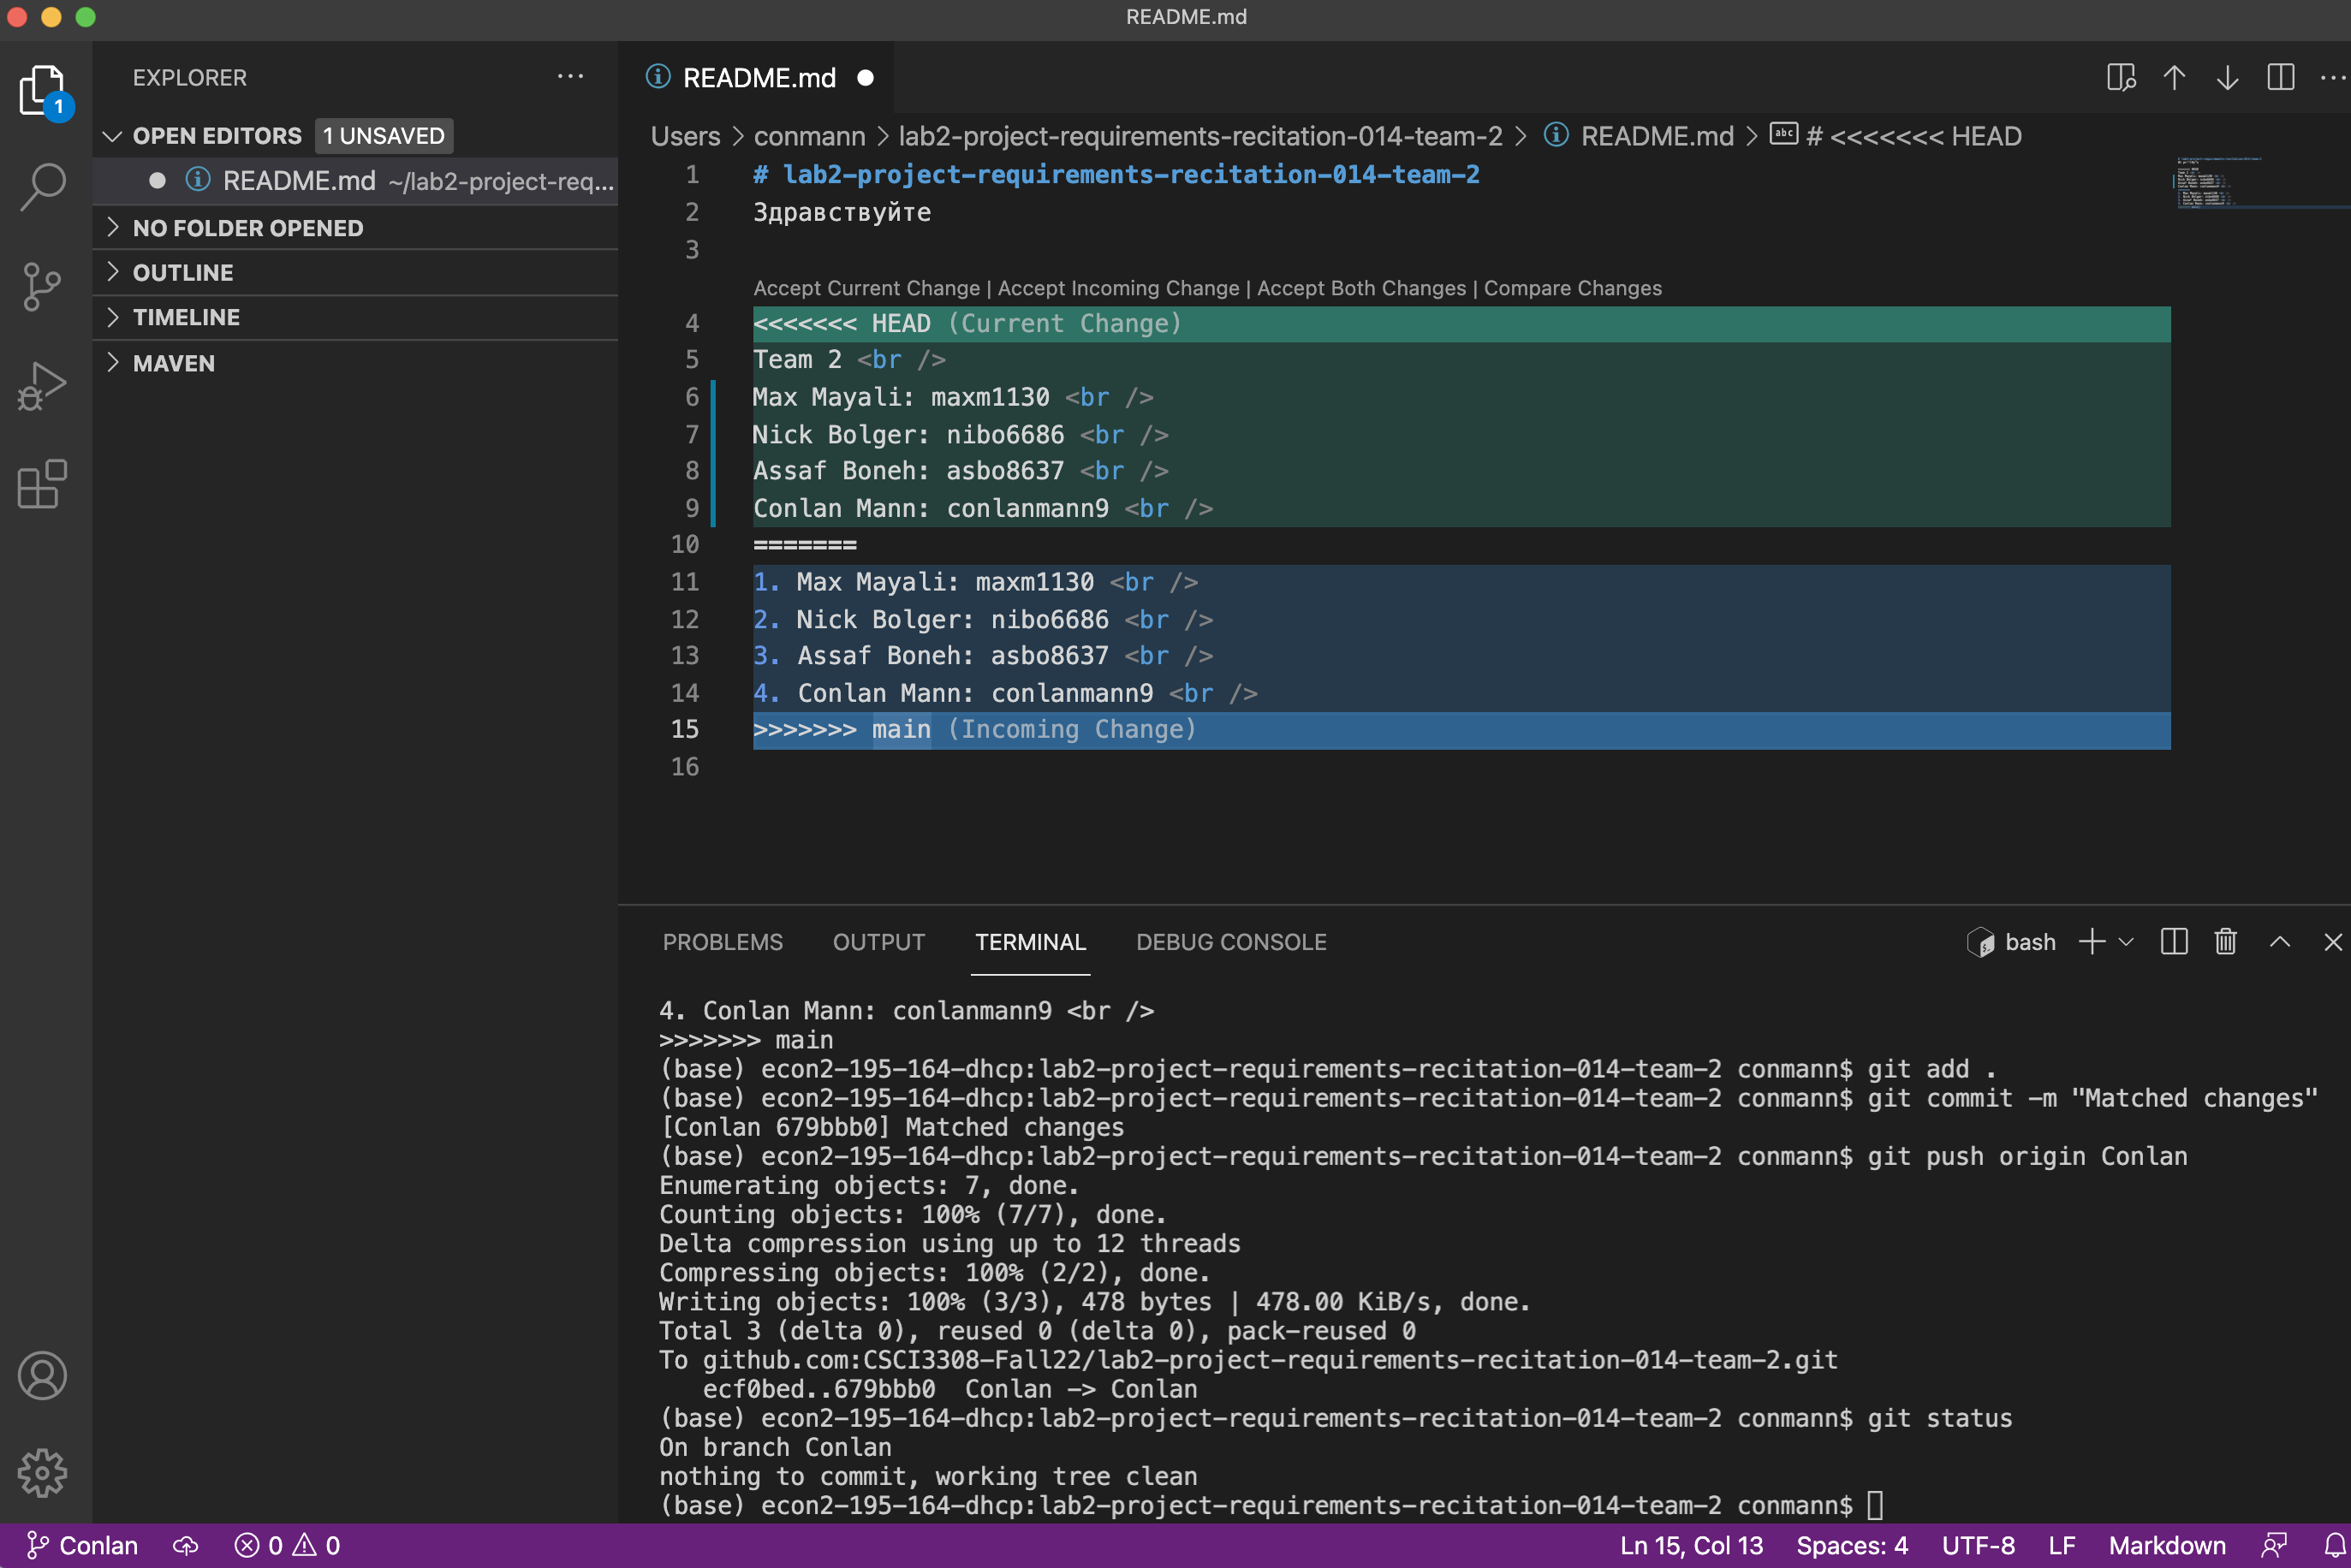 README.md
EXPLORER ···
1
OPEN EDITORS 1 UNSAVED
README.md ~/lab2-project-req...
NO FOLDER OPENED
OUTLINE
TIMELINE
MAVEN
README.md
Users > conmann > lab2-project-requirements-recitation-014-team-2 > README.md > # <<<<<<< HEAD
1 # lab2-project-requirements-recitation-014-team-2
2 Здравствуйте
3
Accept Current Change | Accept Incoming Change | Accept Both Changes | Compare Changes
4 <<<<<<< HEAD (Current Change)
5 Team 2 <br />
6 Max Mayali: maxm1130 <br />
7 Nick Bolger: nibo6686 <br />
8 Assaf Boneh: asbo8637 <br />
9 Conlan Mann: conlanmann9 <br />
10 =======
11 1. Max Mayali: maxm1130 <br />
12 2. Nick Bolger: nibo6686 <br />
13 3. Assaf Boneh: asbo8637 <br />
14 4. Conlan Mann: conlanmann9 <br />
15 >>>>>>> main (Incoming Change)
16
PROBLEMS OUTPUT TERMINAL DEBUG CONSOLE bash
4. Conlan Mann: conlanmann9 <br />
>>>>>>> main
(base) econ2-195-164-dhcp:lab2-project-requirements-recitation-014-team-2 conmann$ git add .
(base) econ2-195-164-dhcp:lab2-project-requirements-recitation-014-team-2 conmann$ git commit -m "Matched changes"
[Conlan 679bbb0] Matched changes
(base) econ2-195-164-dhcp:lab2-project-requirements-recitation-014-team-2 conmann$ git push origin Conlan
Enumerating objects: 7, done.
Counting objects: 100% (7/7), done.
Delta compression using up to 12 threads
Compressing objects: 100% (2/2), done.
Writing objects: 100% (3/3), 478 bytes | 478.00 KiB/s, done.
Total 3 (delta 0), reused 0 (delta 0), pack-reused 0
To github.com:CSCI3308-Fall22/lab2-project-requirements-recitation-014-team-2.git
   ecf0bed..679bbb0  Conlan -> Conlan
(base) econ2-195-164-dhcp:lab2-project-requirements-recitation-014-team-2 conmann$ git status
On branch Conlan
nothing to commit, working tree clean
(base) econ2-195-164-dhcp:lab2-project-requirements-recitation-014-team-2 conmann$
Conlan 0 0 Ln 15, Col 13 Spaces: 4 UTF-8 LF Markdown